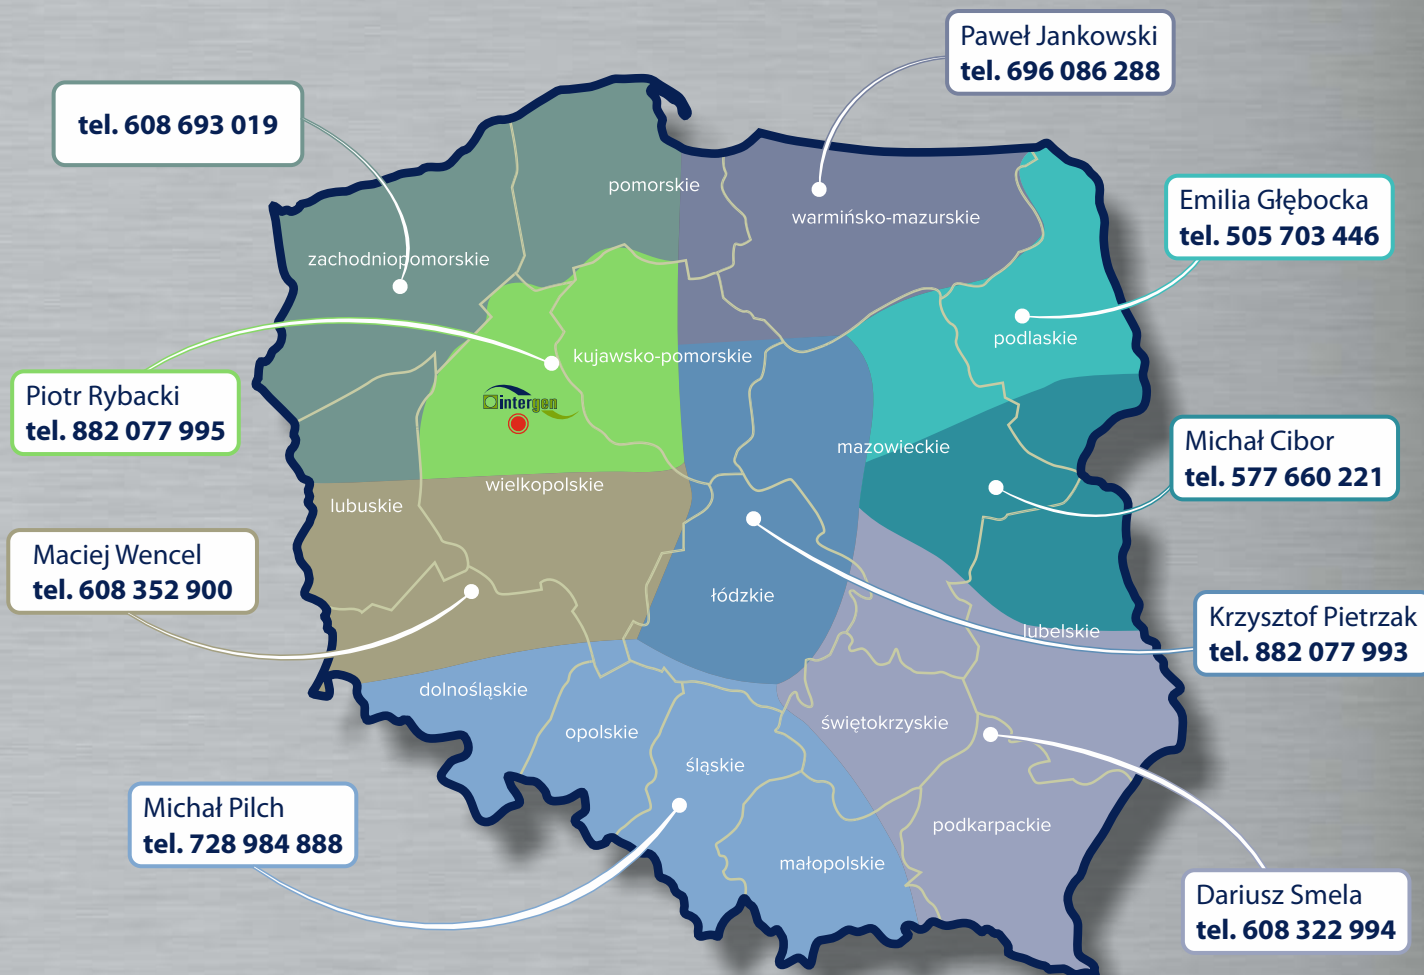 Paweł Jankowski
tel. 696 086 288
tel. 608 693 019
pomorskie
warmińsko-mazurskie
Emilia Głębocka
tel. 505 703 446
zachodniopomorskie
podlaskie
kujawsko-pomorskie
Piotr Rybacki
tel. 882 077 995
intergen
mazowieckie
Michał Cibor
tel. 577 660 221
wielkopolskie
lubuskie
Maciej Wencel
tel. 608 352 900
łódzkie
lubelskie
Krzysztof Pietrzak
tel. 882 077 993
dolnośląskie
opolskie
świętokrzyskie
śląskie
Michał Pilch
tel. 728 984 888
podkarpackie
małopolskie
Dariusz Smela
tel. 608 322 994